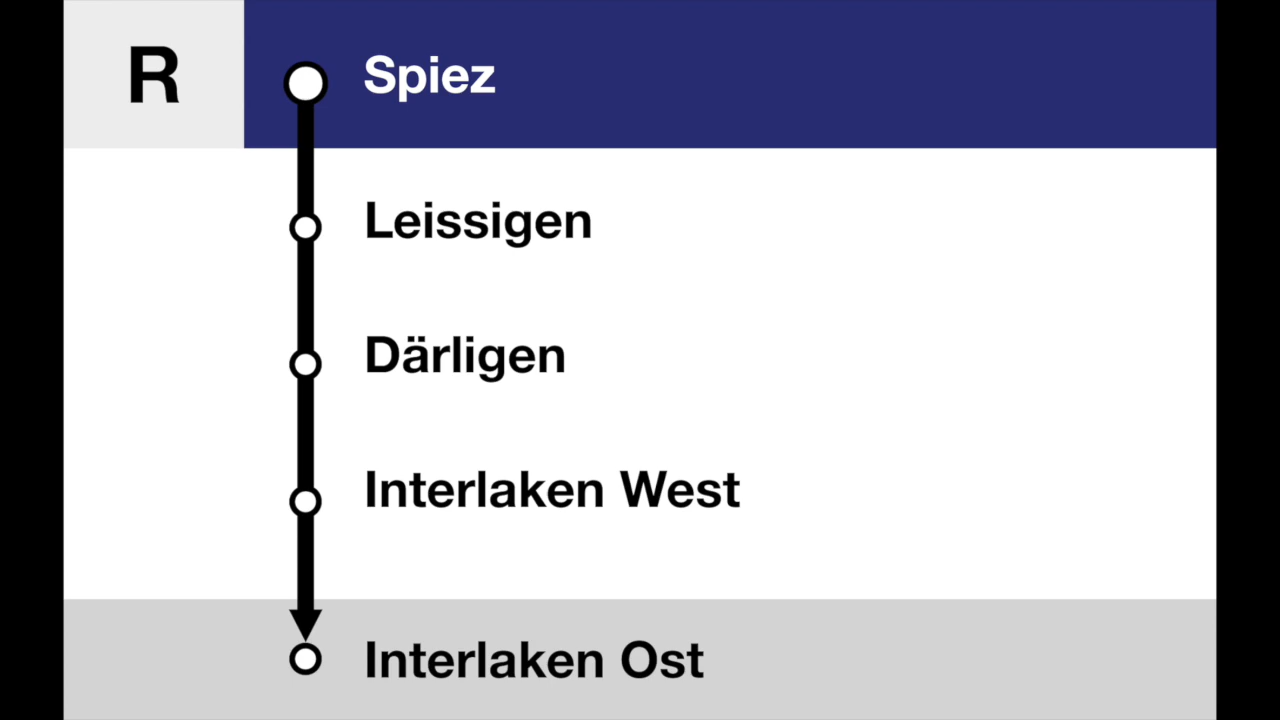 R
Spiez
Leissigen
Därligen
Interlaken West
Interlaken Ost